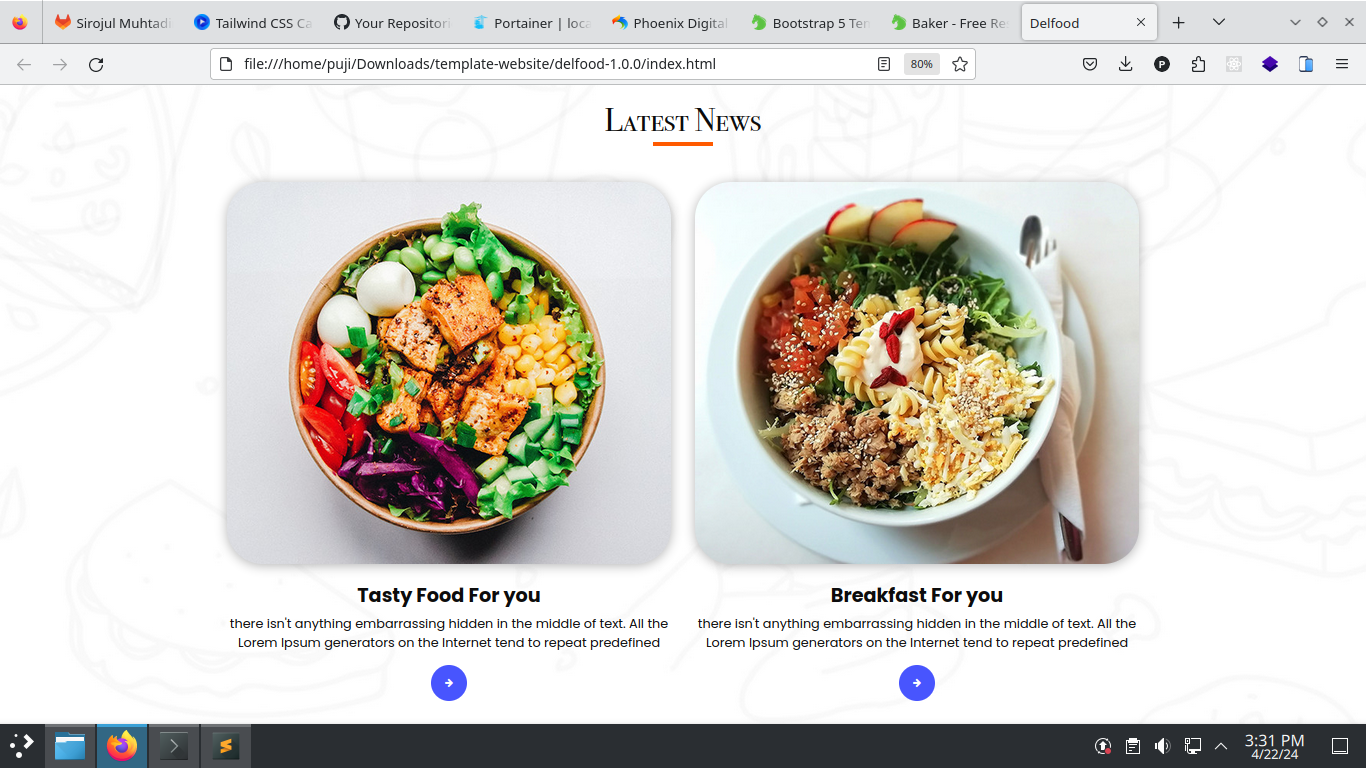 Sirojul Muhtadi
Tailwind CSS Ca
Your Repositori
Portainer | loca
Phoenix Digital
Bootstrap 5 Tem
Baker - Free Re
Delfood
file:///home/puji/Downloads/template-website/delfood-1.0.0/index.html
80%
P
Latest News
Tasty Food For you
there isn't anything embarrassing hidden in the middle of text. All the
Lorem Ipsum generators on the Internet tend to repeat predefined
Breakfast For you
there isn't anything embarrassing hidden in the middle of text. All the
Lorem Ipsum generators on the Internet tend to repeat predefined
3:31 PM
4/22/24